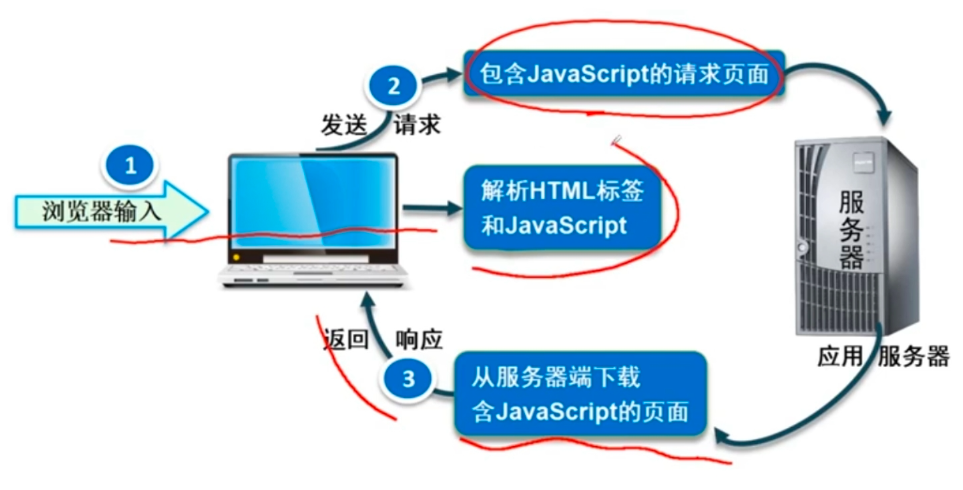 2
包含JavaScript的请求页面
发送 请求
1
浏览器输入
解析HTML标签
和JavaScript
服务器
返回 响应
3
从服务器端下载
含JavaScript的页面
应用 服务器